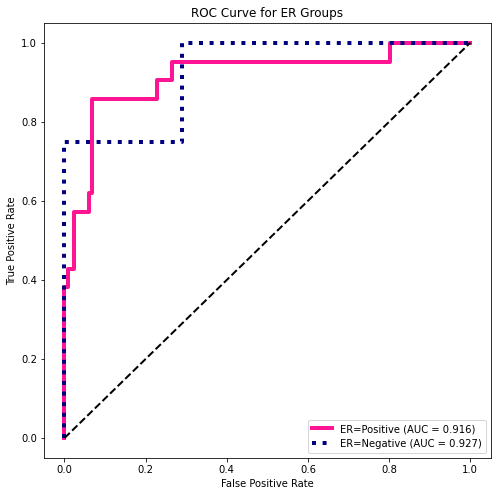 ROC Curve for ER Groups
True Positive Rate
1.0
0.8
0.6
0.4
0.2
0.0
0.0 0.2 0.4 0.6 0.8 1.0
False Positive Rate
ER=Positive (AUC = 0.916)
ER=Negative (AUC = 0.927)